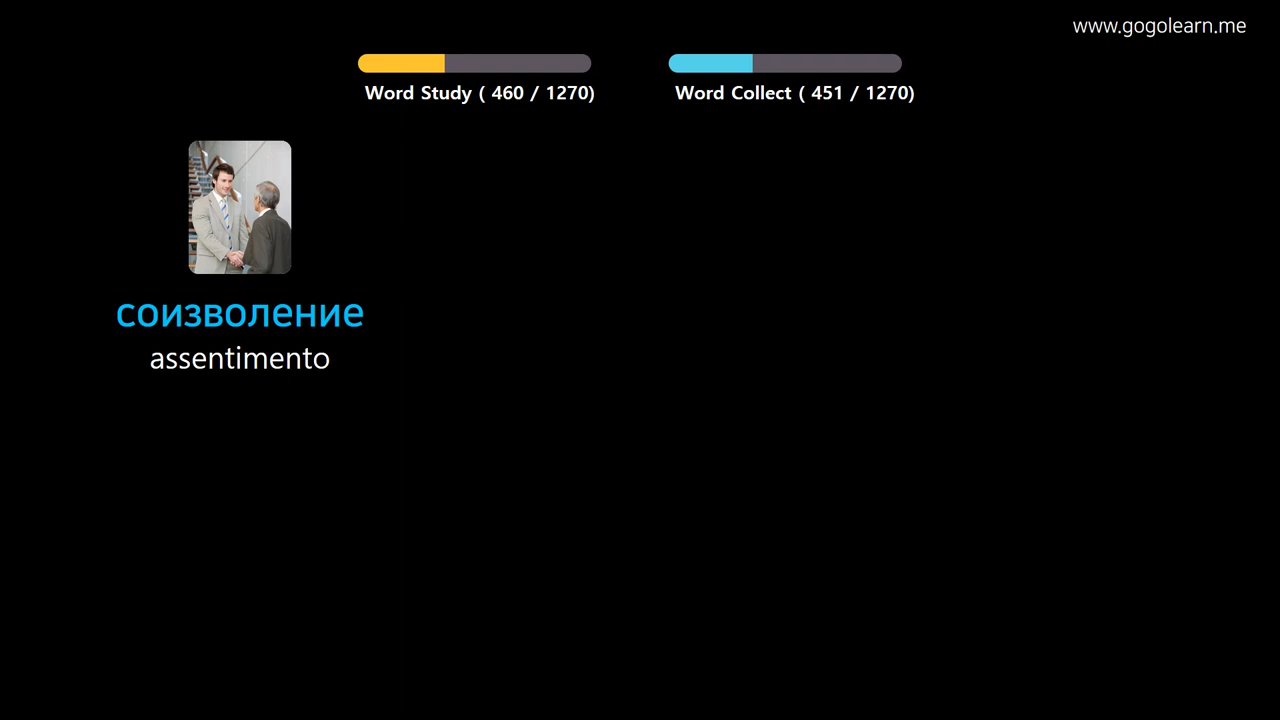 www.gogolearn.me
Word Study ( 460 / 1270)
Word Collect ( 451 / 1270)
соизволение
assentimento